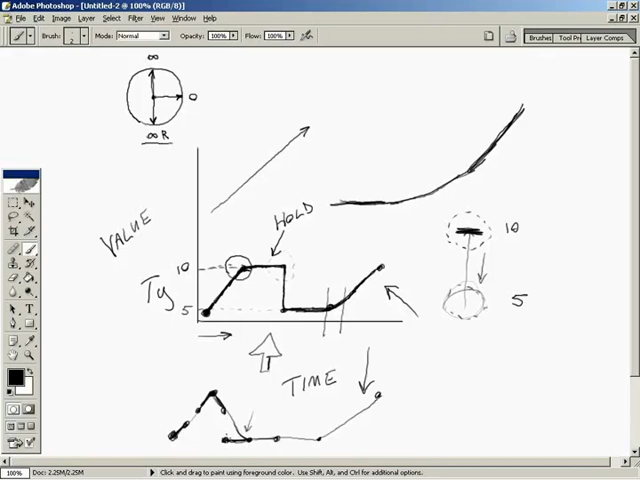 Adobe Photoshop - [Untitled-2 @ 100% (RGB/8)]
File Edit Image Layer Select Filter View Window Help
Brush: 2 Mode: Normal Opacity: 100% Flow: 100% Brushes Tool Pr Layer Comps
∞
0
∞ R
HOLD
VALUE
10
10
Ty
5
5
TIME
100% Doc: 2.25M/2.25M Click and drag to paint using foreground color. Use Shift, Alt, and Ctrl for additional options.